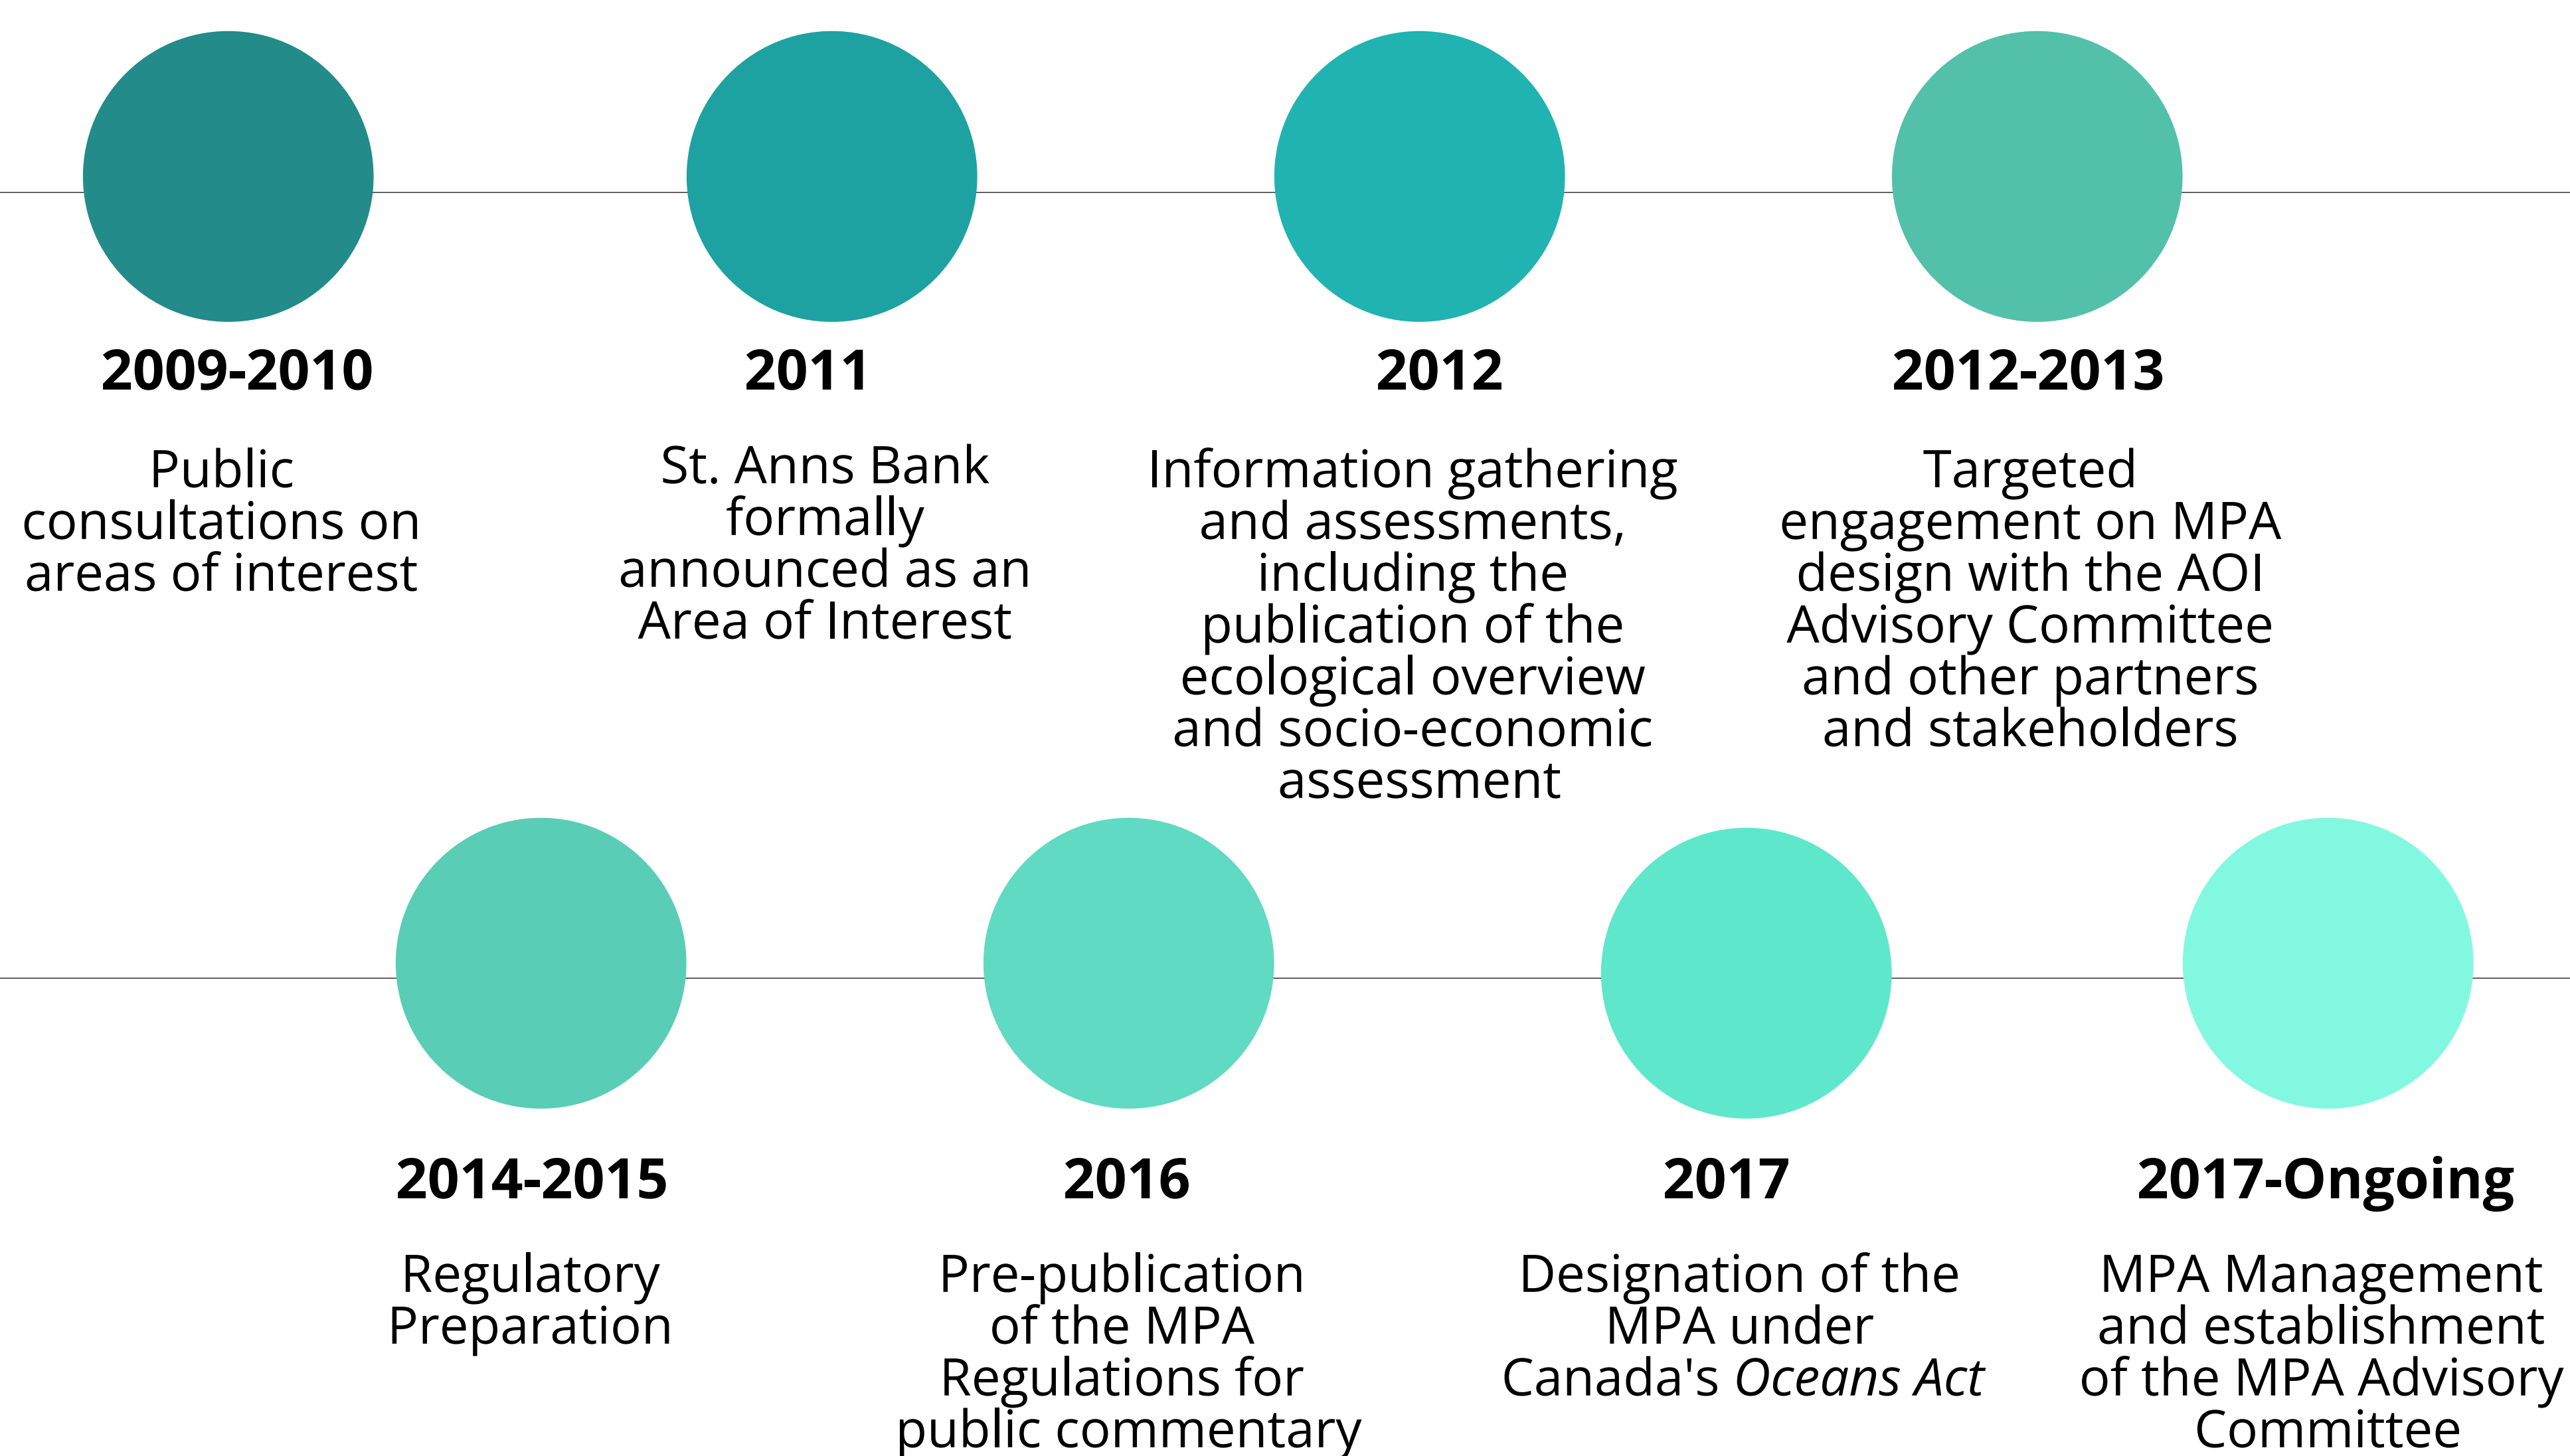 2009-2010
Public
consultations on
areas of interest
2011
St. Anns Bank
formally
announced as an
Area of Interest
2012
Information gathering
and assessments,
including the
publication of the
ecological overview
and socio-economic
assessment
2012-2013
Targeted
engagement on MPA
design with the AOI
Advisory Committee
and other partners
and stakeholders
2014-2015
Regulatory
Preparation
2016
Pre-publication
of the MPA
Regulations for
public commentary
2017
Designation of the
MPA under
Canada's Oceans Act
2017-Ongoing
MPA Management
and establishment
of the MPA Advisory
Committee